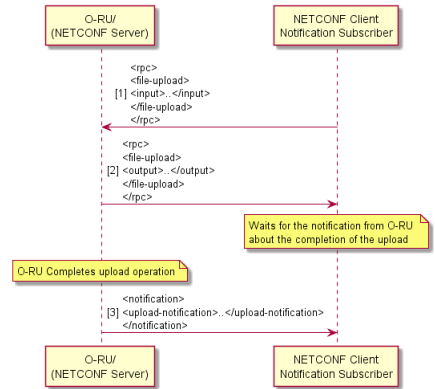 O-RU/
(NETCONF Server)
NETCONF Client
Notification Subscriber
<rpc>
<file-upload>
[1] <input>..</input>
</file-upload>
</rpc>
<rpc>
<file-upload>
[2] <output>..</output>
</file-upload>
</rpc>
Waits for the notification from O-RU
about the completion of the upload
O-RU Completes upload operation
<notification>
[3] <upload-notification>..</upload-notification>
</notification>
O-RU/
(NETCONF Server)
NETCONF Client
Notification Subscriber